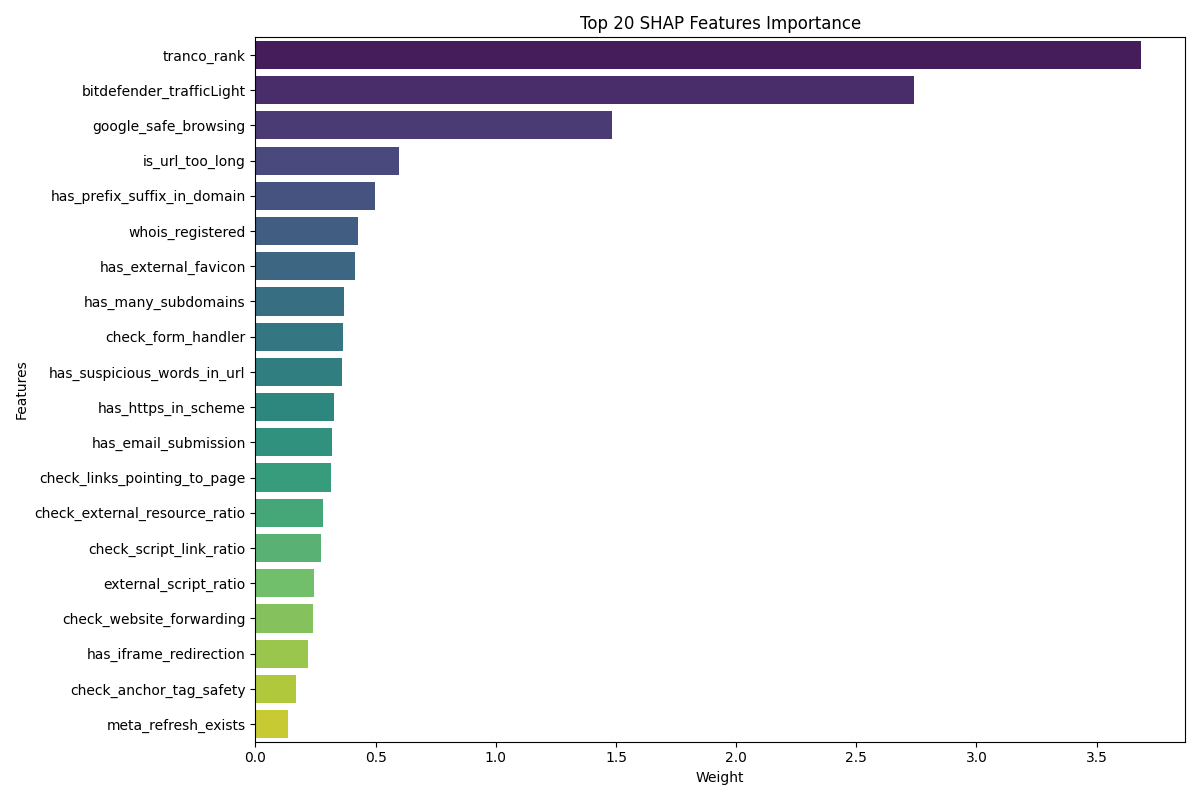 Top 20 SHAP Features Importance
Features
tranco_rank
bitdefender_trafficLight
google_safe_browsing
is_url_too_long
has_prefix_suffix_in_domain
whois_registered
has_external_favicon
has_many_subdomains
check_form_handler
has_suspicious_words_in_url
has_https_in_scheme
has_email_submission
check_links_pointing_to_page
check_external_resource_ratio
check_script_link_ratio
external_script_ratio
check_website_forwarding
has_iframe_redirection
check_anchor_tag_safety
meta_refresh_exists
0.0 0.5 1.0 1.5 2.0 2.5 3.0 3.5
Weight